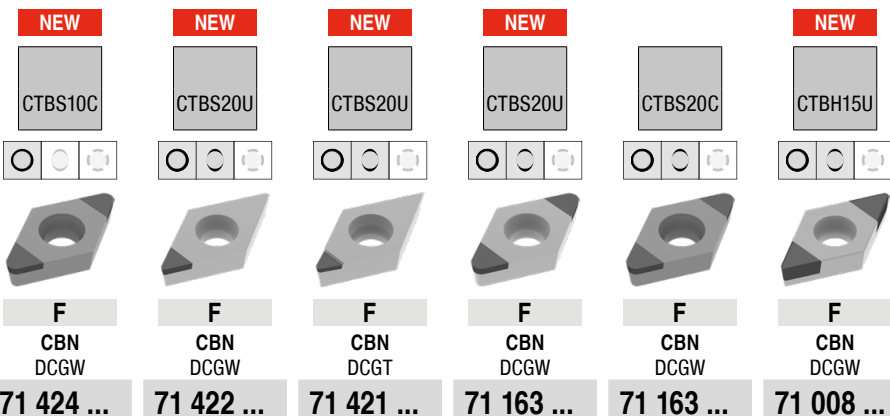 NEW NEW NEW NEW NEW
CTBS10C CTBS20U CTBS20U CTBS20U CTBS20C CTBH15U
F F F F F F
CBN CBN CBN CBN CBN CBN
DCGW DCGW DCGT DCGW DCGW DCGW
71 424 ... 71 422 ... 71 421 ... 71 163 ... 71 163 ... 71 008 ...